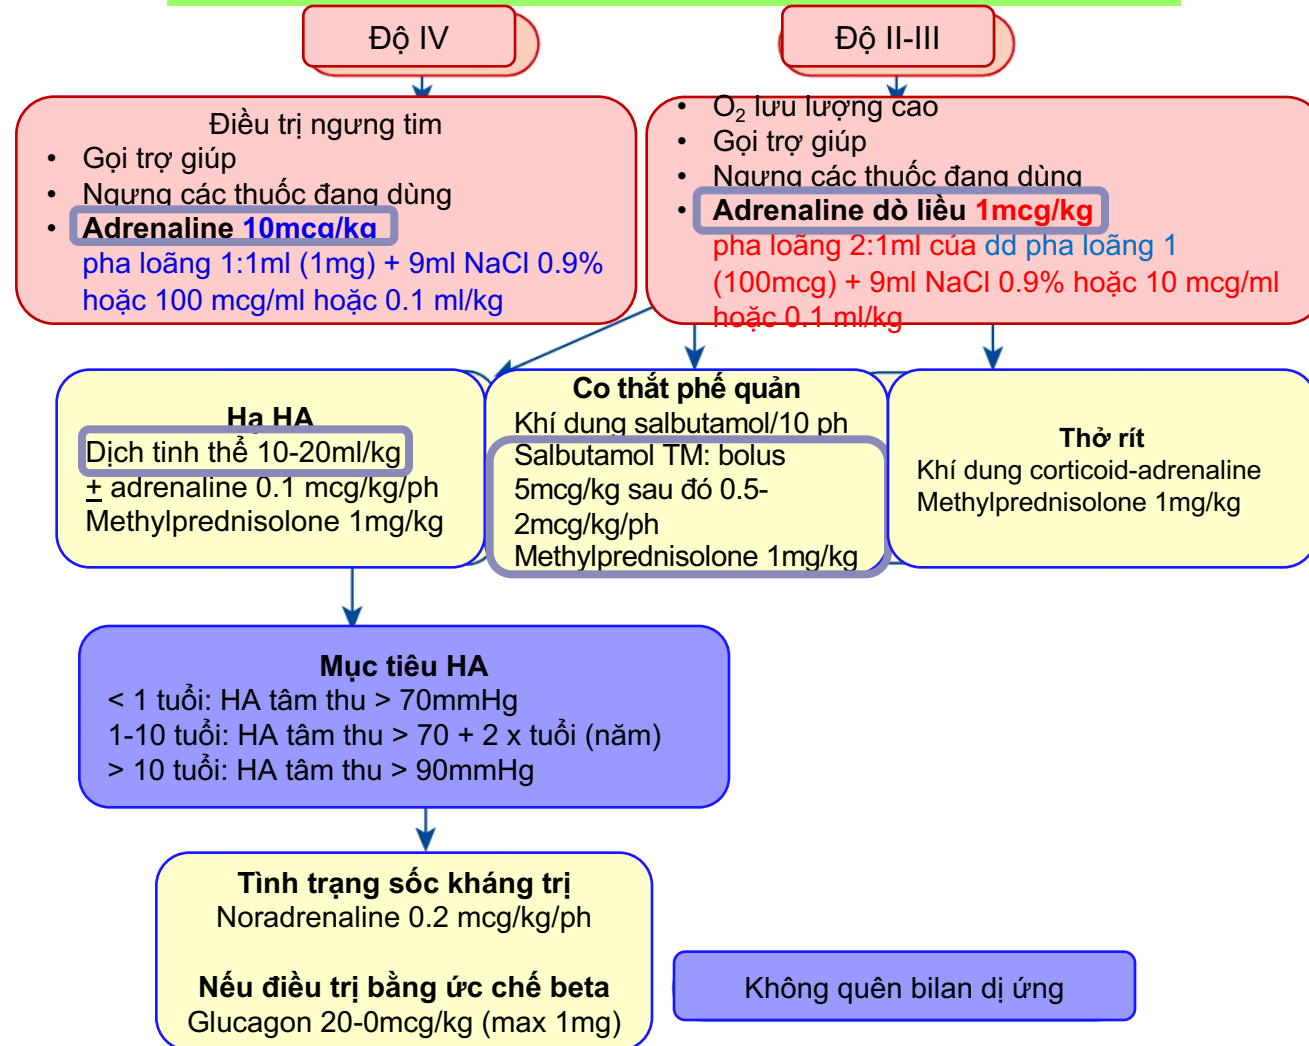 Độ IV
Độ II-III
Điều trị ngưng tim
• Gọi trợ giúp
• Ngưng các thuốc đang dùng
• Adrenaline 10mcg/kg
pha loãng 1:1ml (1mg) + 9ml NaCl 0.9%
hoặc 100 mcg/ml hoặc 0.1 ml/kg
• O₂ lưu lượng cao
• Gọi trợ giúp
• Ngưng các thuốc đang dùng
• Adrenaline dò liều 1mcg/kg
pha loãng 2:1ml của dd pha loãng 1
(100mcg) + 9ml NaCl 0.9% hoặc 10 mcg/ml
hoặc 0.1 ml/kg
Hạ HA
Dịch tinh thể 10-20ml/kg
± adrenaline 0.1 mcg/kg/ph
Methylprednisolone 1mg/kg
Co thắt phế quản
Khí dung salbutamol/10 ph
Salbutamol TM: bolus
5mcg/kg sau đó 0.5-
2mcg/kg/ph
Methylprednisolone 1mg/kg
Thở rít
Khí dung corticoid-adrenaline
Methylprednisolone 1mg/kg
Mục tiêu HA
< 1 tuổi: HA tâm thu > 70mmHg
1-10 tuổi: HA tâm thu > 70 + 2 x tuổi (năm)
> 10 tuổi: HA tâm thu > 90mmHg
Tình trạng sốc kháng trị
Noradrenaline 0.2 mcg/kg/ph
Nếu điều trị bằng ức chế beta
Glucagon 20-0mcg/kg (max 1mg)
Không quên bilan dị ứng